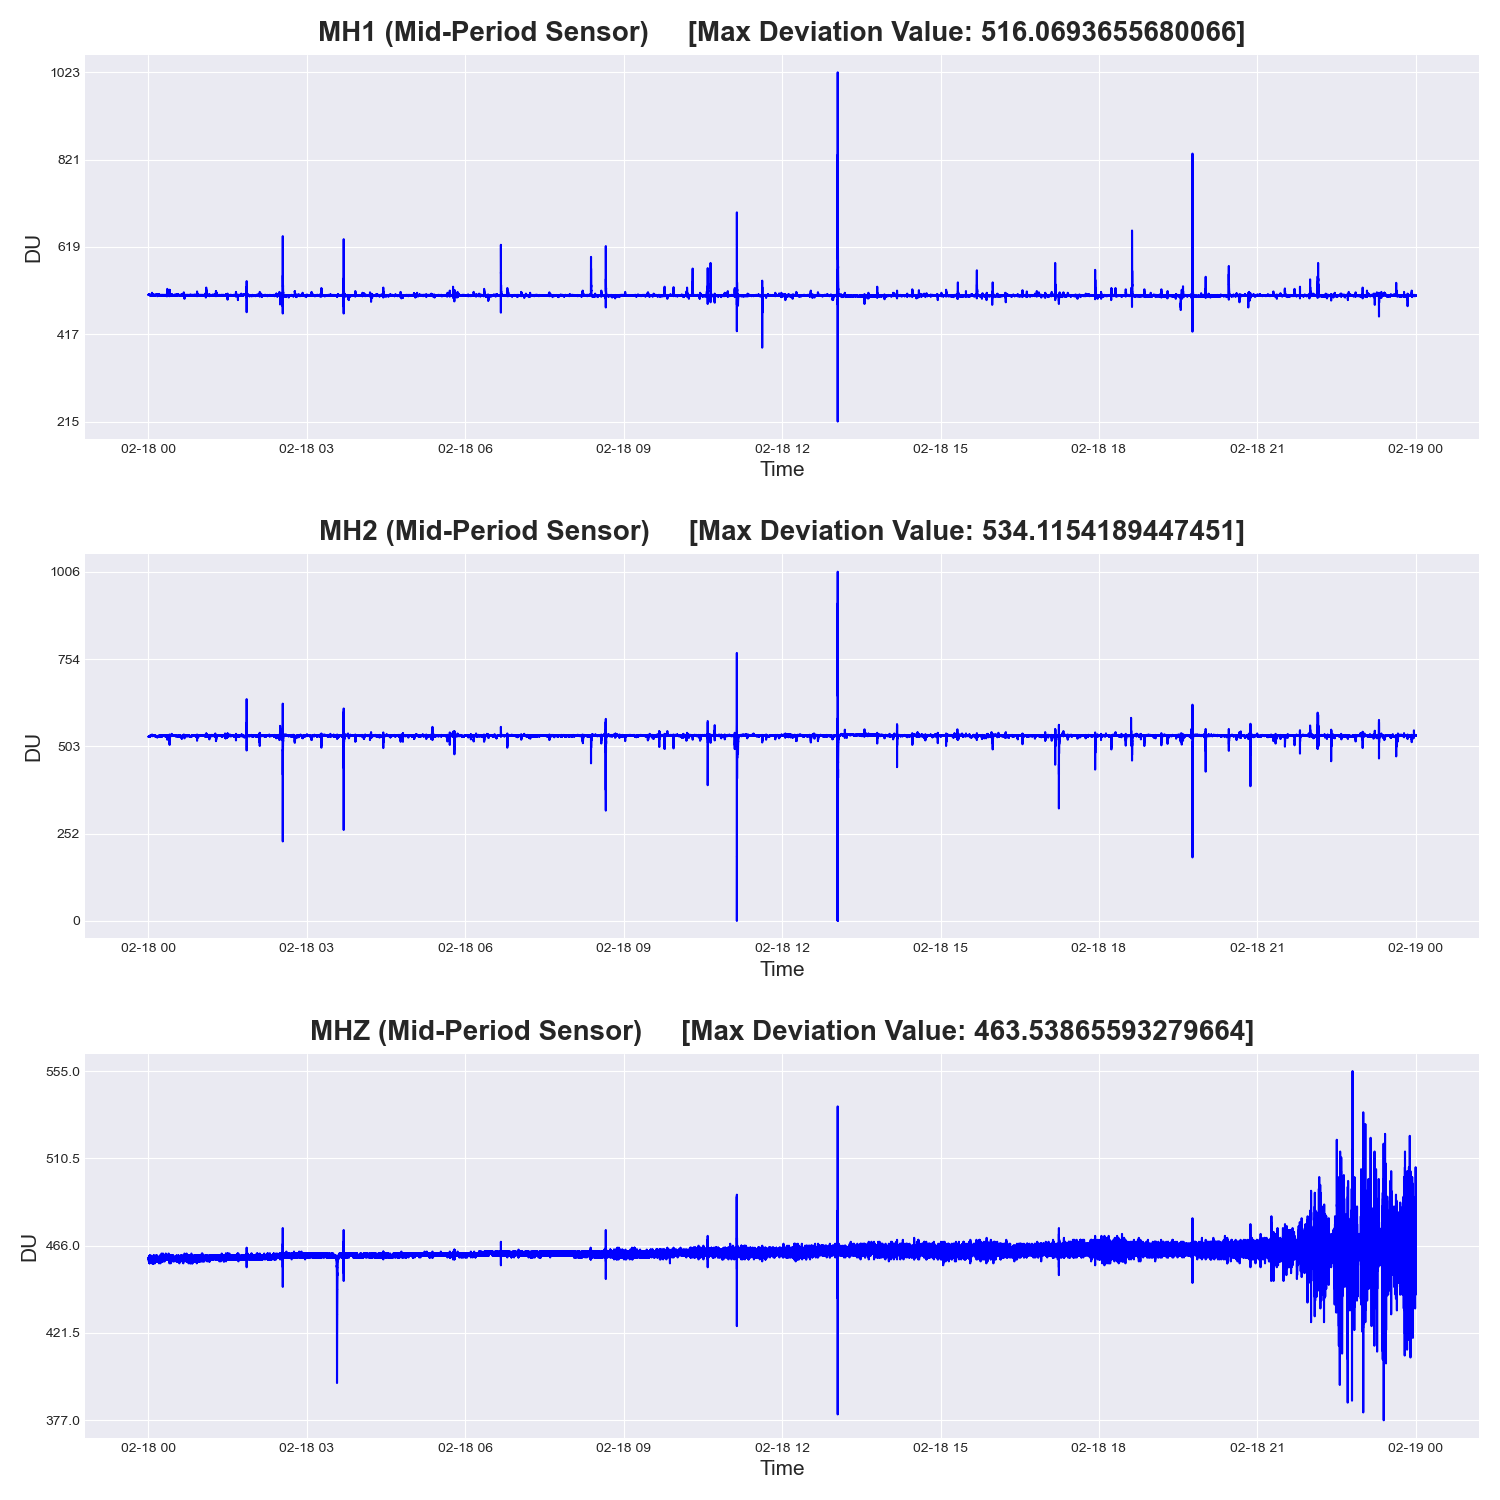 MH1 (Mid-Period Sensor) [Max Deviation Value: 516.0693655680066]
1023
821
619
417
215
DU
02-18 00 02-18 03 02-18 06 02-18 09 02-18 12 02-18 15 02-18 18 02-18 21 02-19 00
Time
MH2 (Mid-Period Sensor) [Max Deviation Value: 534.1154189447451]
1006
754
503
252
0
DU
02-18 00 02-18 03 02-18 06 02-18 09 02-18 12 02-18 15 02-18 18 02-18 21 02-19 00
Time
MHZ (Mid-Period Sensor) [Max Deviation Value: 463.53865593279664]
555.0
510.5
466.0
421.5
377.0
DU
02-18 00 02-18 03 02-18 06 02-18 09 02-18 12 02-18 15 02-18 18 02-18 21 02-19 00
Time